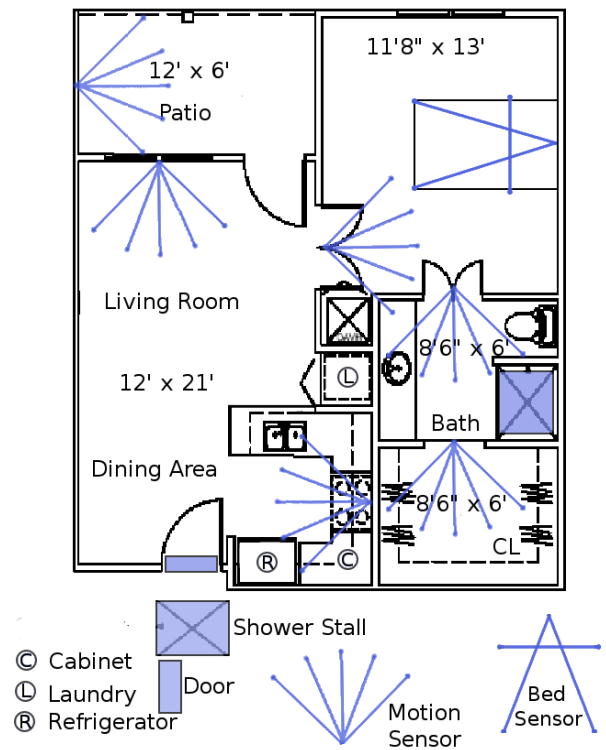 11'8" x 13'
12' x 6'
Patio
Living Room
12' x 21'
8'6" x 6'
L
Bath
Dining Area
8'6" x 6'
CL
R
C
Shower Stall
C Cabinet
L Laundry
R Refrigerator
Door
Motion
Sensor
Bed
Sensor